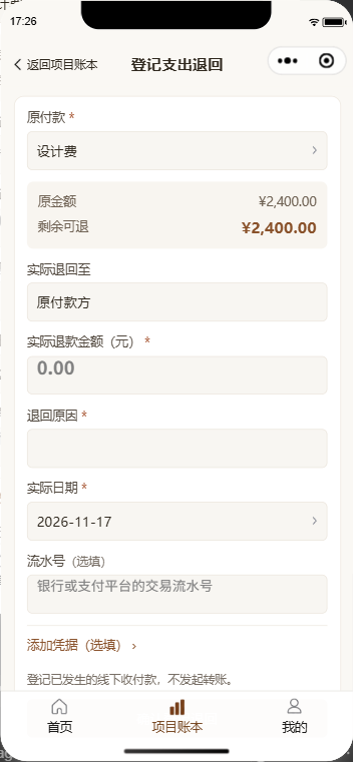 17:26
返回项目账本
登记支出退回
原付款 *
设计费
原金额 ¥2,400.00
剩余可退 ¥2,400.00
实际退回至
原付款方
实际退款金额（元） *
0.00
退回原因 *
实际日期 *
2026-11-17
流水号（选填）
银行或支付平台的交易流水号
添加凭据（选填） ›
登记已发生的线下收付款，不发起转账。
首页 项目账本 我的